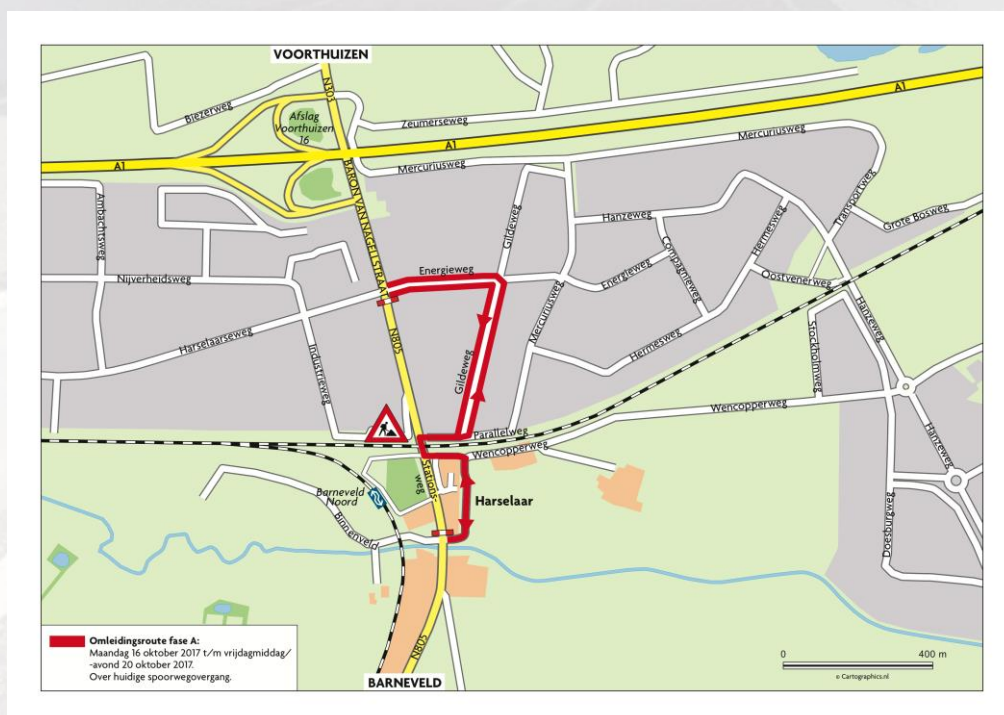 VOORTHUIZEN
N303
Biezerweg
Afslag
Voorthuizen
16
Zeumerseweg
A1
A1
A1
Mercuriusweg
Mercuriusweg
BARON VAN NAGELLSTRAAT
Ambachtsweg
Gildeweg
Hanzeweg
Hermesweg
Transportweg
Grote Bosweg
Compagnieweg
Nijverheidsweg
Energieweg
Energieweg
Oostvenerweg
Mercuriusweg
Harselaarseweg
N805
Industrieweg
Gildeweg
Hermesweg
Stockholmweg
Hanzeweg
Wencopperweg
Parallelweg
Wencopperweg
Hanzeweg
Stations-
weg
Barneveld
Noord
Harselaar
Binnenveld
Doesburgweg
N805
BARNEVELD
Omleidingsroute fase A:
Maandag 16 oktober 2017 t/m vrijdagmiddag/
-avond 20 oktober 2017.
Over huidige spoorwegovergang.
0 400 m
© Cartographics.nl